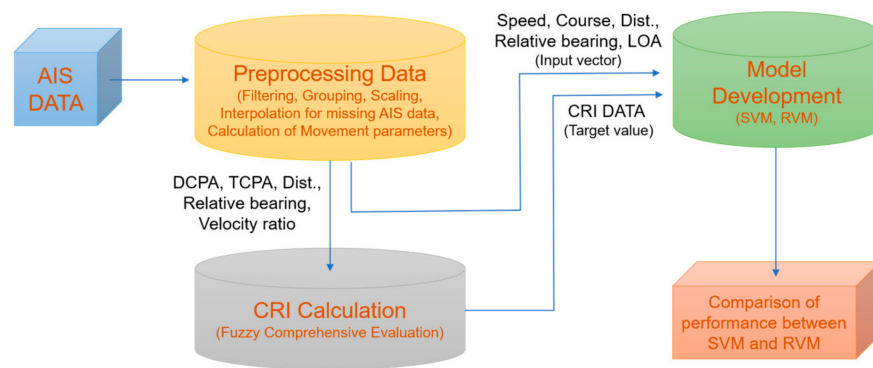 AIS
DATA
Preprocessing Data
(Filtering, Grouping, Scaling,
Interpolation for missing AIS data,
Calculation of Movement parameters)
Speed, Course, Dist.,
Relative bearing, LOA
(Input vector)
CRI DATA
(Target value)
Model
Development
(SVM, RVM)
DCPA, TCPA, Dist.,
Relative bearing,
Velocity ratio
CRI Calculation
(Fuzzy Comprehensive Evaluation)
Comparison of
performance between
SVM and RVM